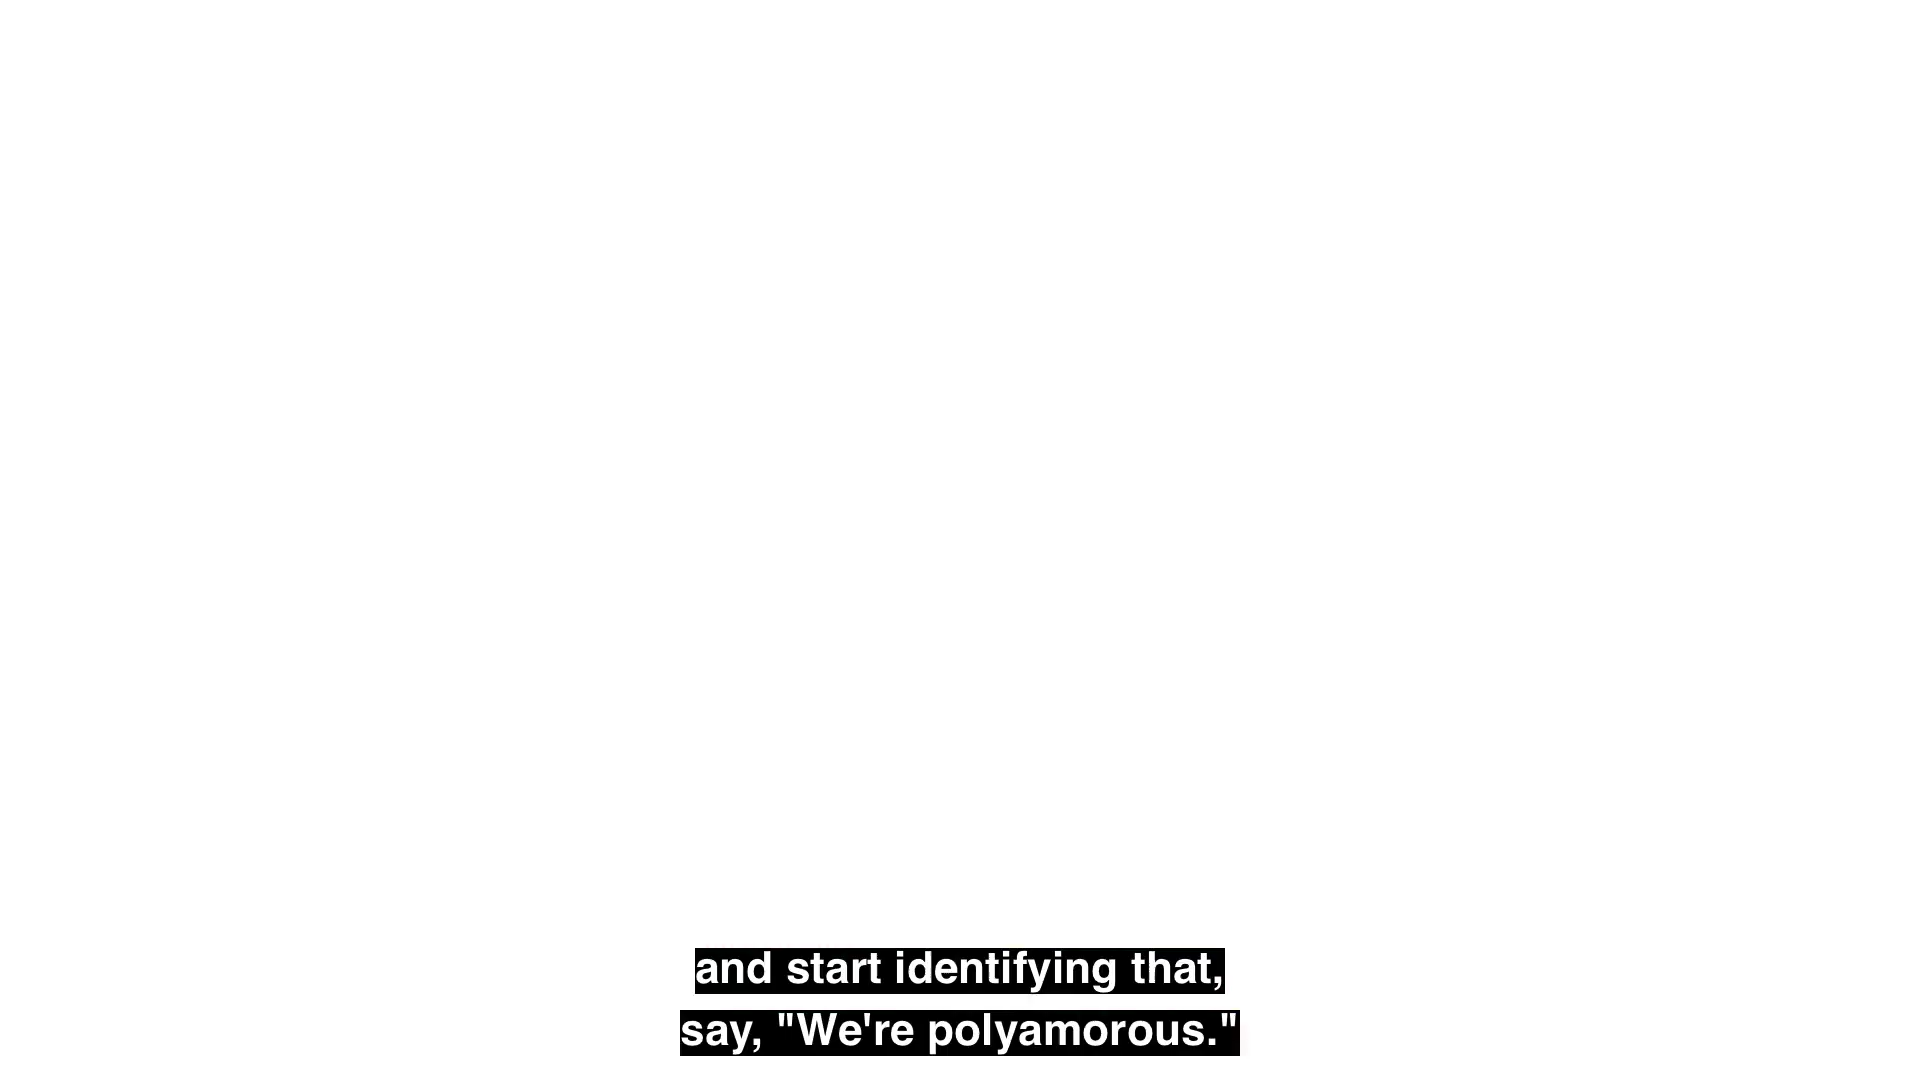 and start identifying that,
say, "We're polyamorous."